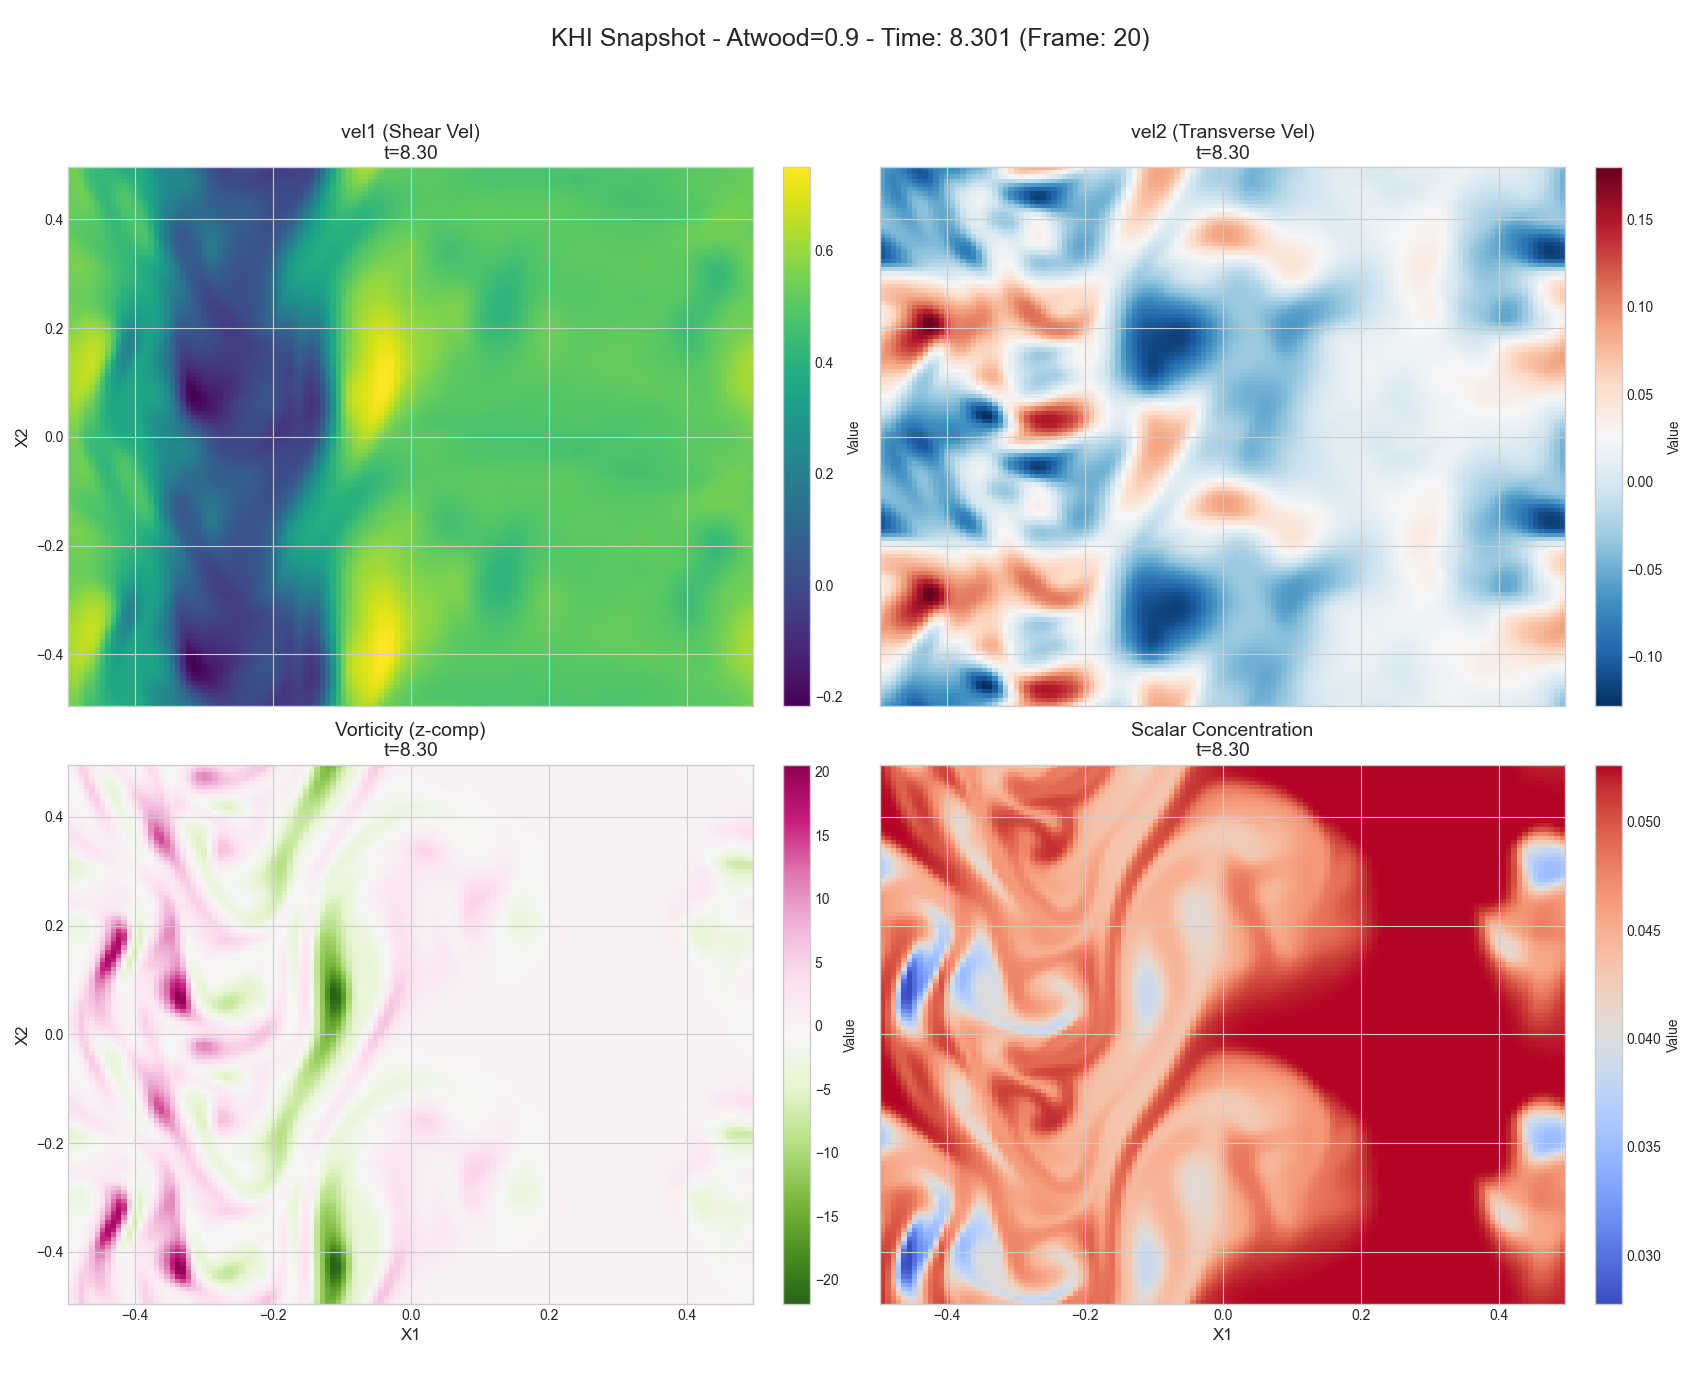 KHI Snapshot - Atwood=0.9 - Time: 8.301 (Frame: 20)
vel1 (Shear Vel)
t=8.30
X2
0.4
0.2
0.0
−0.2
−0.4
0.6
0.4
0.2
0.0
−0.2
Value
vel2 (Transverse Vel)
t=8.30
0.15
0.10
0.05
0.00
−0.05
−0.10
Value
Vorticity (z-comp)
t=8.30
X2
0.4
0.2
0.0
−0.2
−0.4
−0.4
−0.2
0.0
0.2
0.4
X1
20
15
10
5
0
−5
−10
−15
−20
Value
Scalar Concentration
t=8.30
−0.4
−0.2
0.0
0.2
0.4
X1
0.050
0.045
0.040
0.035
0.030
Value